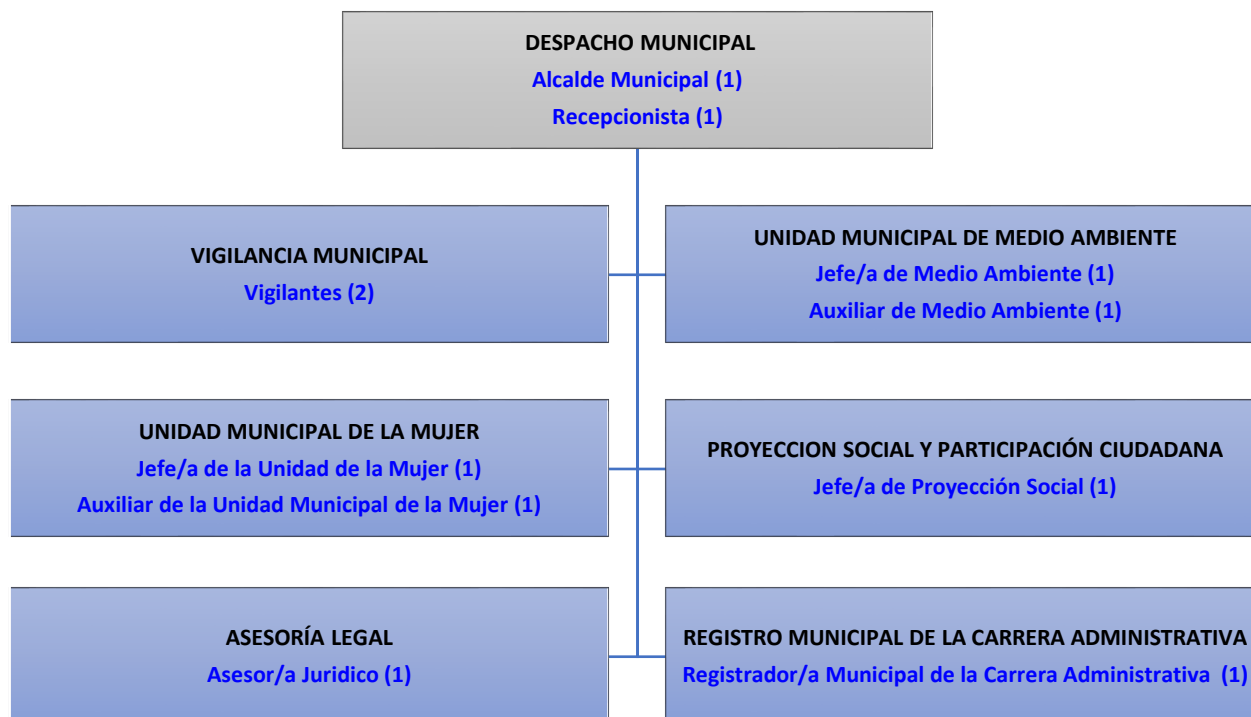 DESPACHO MUNICIPAL
Alcalde Municipal (1)
Recepcionista (1)
VIGILANCIA MUNICIPAL
Vigilantes (2)
UNIDAD MUNICIPAL DE MEDIO AMBIENTE
Jefe/a de Medio Ambiente (1)
Auxiliar de Medio Ambiente (1)
UNIDAD MUNICIPAL DE LA MUJER
Jefe/a de la Unidad de la Mujer (1)
Auxiliar de la Unidad Municipal de la Mujer (1)
PROYECCION SOCIAL Y PARTICIPACIÓN CIUDADANA
Jefe/a de Proyección Social (1)
ASESORÍA LEGAL
Asesor/a Juridico (1)
REGISTRO MUNICIPAL DE LA CARRERA ADMINISTRATIVA
Registrador/a Municipal de la Carrera Administrativa (1)